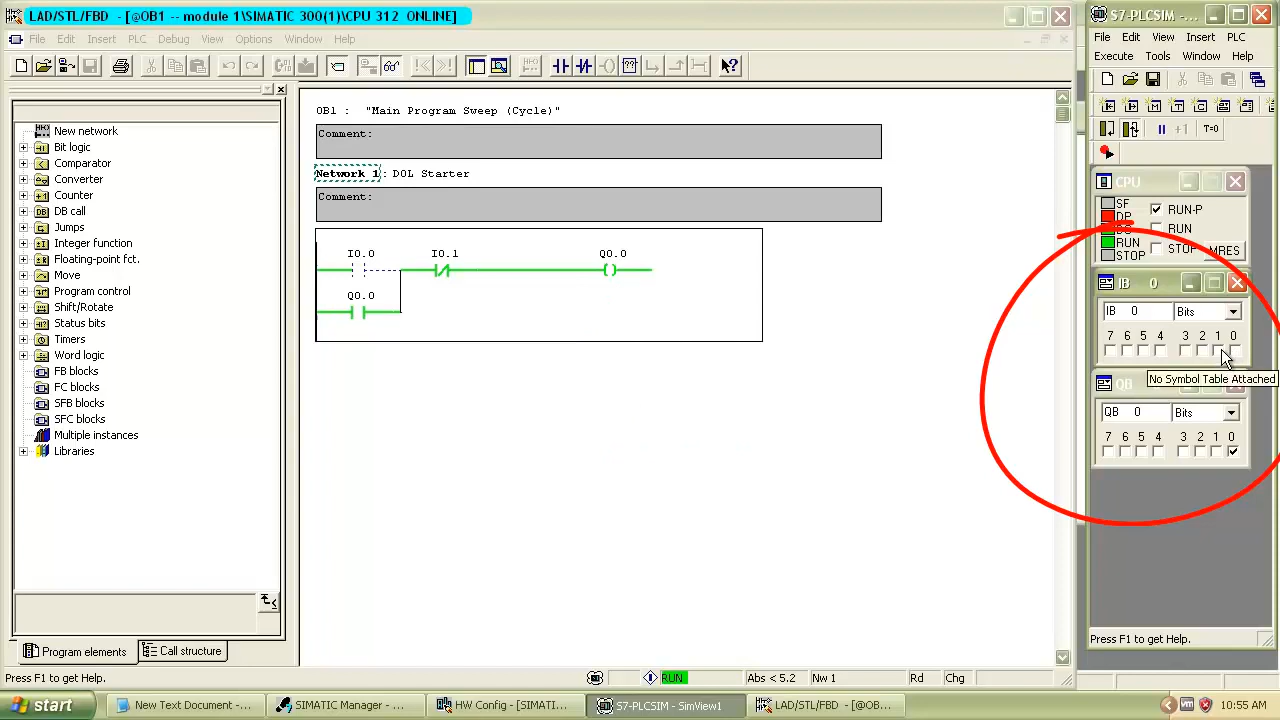 LAD/STL/FBD - [@OB1 -- module 1\SIMATIC 300(1)\CPU 312 ONLINE]
File Edit Insert PLC Debug View Options Window Help
New network
Bit logic
Comparator
Converter
Counter
DB call
Jumps
Integer function
Floating-point fct.
Move
Program control
Shift/Rotate
Status bits
Timers
Word logic
FB blocks
FC blocks
SFB blocks
SFC blocks
Multiple instances
Libraries
Program elements
Call structure
OB1 : "Main Program Sweep (Cycle)"
Comment:
Network 1: DOL Starter
Comment:
I0.0 I0.1 Q0.0
Q0.0
S7-PLCSIM -...
File Edit View Insert PLC
Execute Tools Window Help
+1 T=0
CPU
SF
DP RUN-P
DC RUN
RUN
STOP STOP MRES
IB 0
IB 0 Bits
7 6 5 4 3 2 1 0
No Symbol Table Attached
QB
QB 0 Bits
7 6 5 4 3 2 1 0
Press F1 to get Help.
Press F1 to get Help. RUN Abs < 5.2 Nw 1 Rd Chg
start New Text Document -... SIMATIC Manager - ... HW Config - [SIMATI... S7-PLCSIM - SimView1 LAD/STL/FBD - [@OB... 10:55 AM